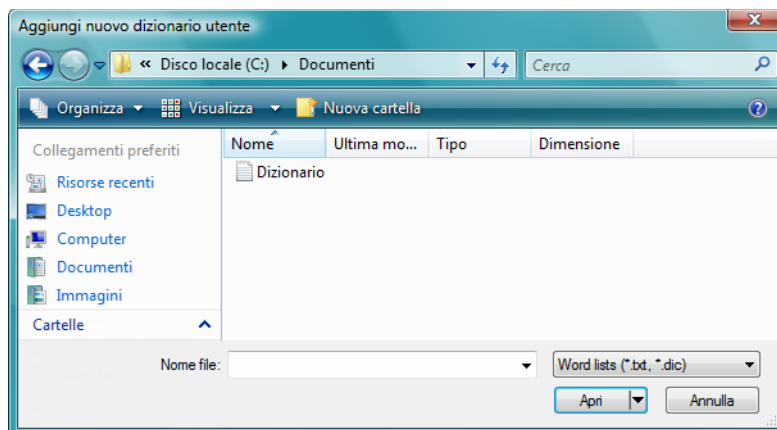 Aggiungi nuovo dizionario utente
« Disco locale (C:) Documenti
Cerca
Organizza Visualizza Nuova cartella
Collegamenti preferiti
Risorse recenti
Desktop
Computer
Documenti
Immagini
Cartelle
Nome Ultima mo... Tipo Dimensione
Dizionario
Nome file:
Word lists (*.txt, *.dic)
Apri Annulla